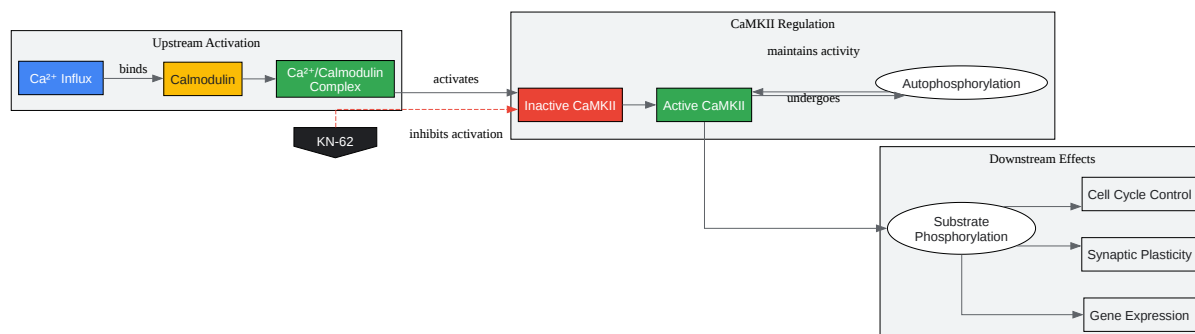 CaMKII Regulation
Upstream Activation
maintains activity
Ca²⁺ Influx
binds
Calmodulin
Ca²⁺/Calmodulin
Complex
activates
Autophosphorylation
undergoes
Inactive CaMKII
Active CaMKII
KN-62
inhibits activation
Downstream Effects
Cell Cycle Control
Substrate
Phosphorylation
Synaptic Plasticity
Gene Expression